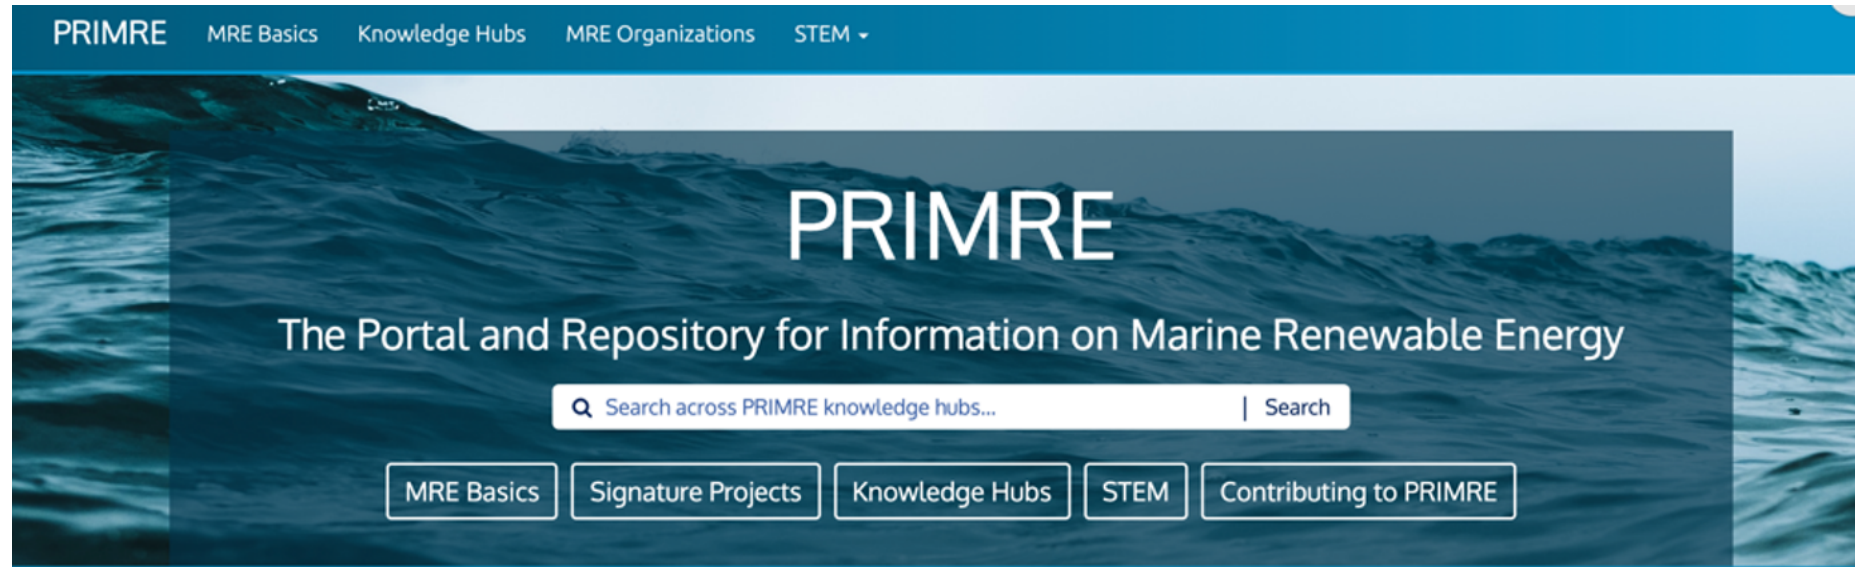 PRIMRE MRE Basics Knowledge Hubs MRE Organizations STEM
PRIMRE
The Portal and Repository for Information on Marine Renewable Energy
Search across PRIMRE knowledge hubs... | Search
MRE Basics Signature Projects Knowledge Hubs STEM Contributing to PRIMRE